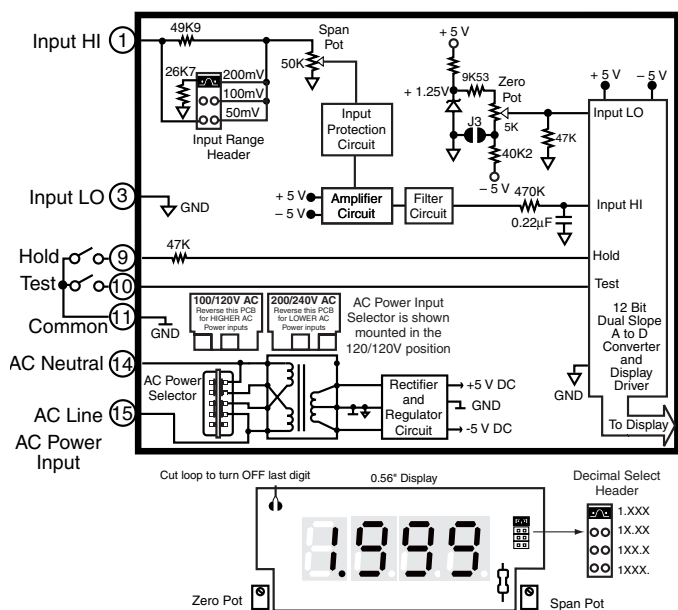 Input HI 1
49K9
26K7
200mV
100mV
50mV
Input Range
Header
Span
Pot
50K
Input
Protection
Circuit
+ 5 V
+ 1.25V
9K53
Zero
Pot
J3
5K
40K2
– 5 V
47K
+ 5 V
– 5 V
Input LO
Input LO 3
GND
+ 5 V
– 5 V
Amplifier
Circuit
Filter
Circuit
470K
0.22µF
Input HI
Hold 9
47K
Hold
Test 10
Test
Common 11
GND
100/120V AC
Reverse this PCB
for HIGHER AC
Power inputs
200/240V AC
Reverse this PCB
for LOWER AC
Power inputs
AC Power Input
Selector is shown
mounted in the
120/120V position
12 Bit
Dual Slope
A to D
Converter
and
Display
Driver
GND
To Display
AC Neutral 14
AC Power
Selector
AC Line 15
AC Power
Input
Rectifier
and
Regulator
Circuit
+5 V DC
GND
-5 V DC
Cut loop to turn OFF last digit
0.56" Display
1.999
Decimal Select
Header
1.XXX
1X.XX
1XX.X
1XXX.
Zero Pot
Span Pot